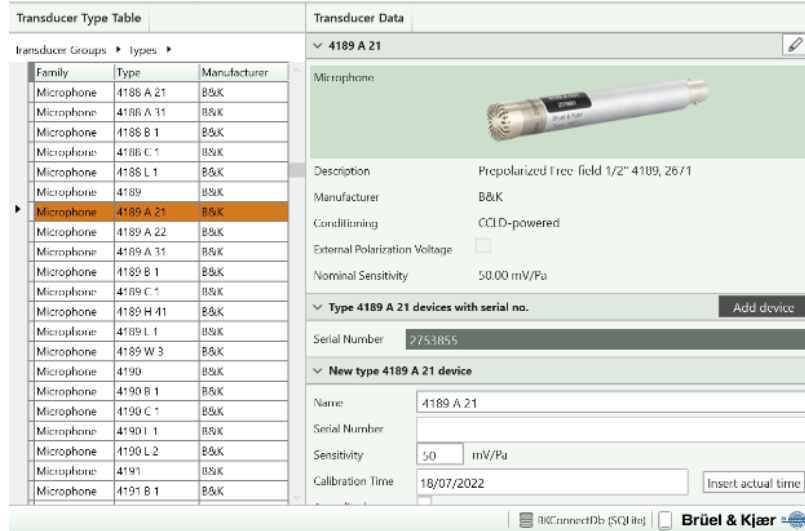 Transducer Type Table
Transducer Groups ▸ Types ▸
Family Type Manufacturer
Microphone 4188 A 21 B&K
Microphone 4188 A 31 B&K
Microphone 4188 B 1 B&K
Microphone 4188 C 1 B&K
Microphone 4188 L 1 B&K
Microphone 4189 B&K
Microphone 4189 A 21 B&K
Microphone 4189 A 22 B&K
Microphone 4189 A 31 B&K
Microphone 4189 B 1 B&K
Microphone 4189 C 1 B&K
Microphone 4189 H 41 B&K
Microphone 4189 L 1 B&K
Microphone 4189 W 3 B&K
Microphone 4190 B&K
Microphone 4190 B 1 B&K
Microphone 4190 C 1 B&K
Microphone 4190 L 1 B&K
Microphone 4190 L 2 B&K
Microphone 4191 B&K
Microphone 4191 B 1 B&K
Transducer Data
4189 A 21
Microphone
Brüel & Kjær
Description Prepolarized Free-field 1/2" 4189, 2671
Manufacturer B&K
Conditioning CCLD-powered
External Polarization Voltage
Nominal Sensitivity 50.00 mV/Pa
Type 4189 A 21 devices with serial no. Add device
Serial Number 2753855
New type 4189 A 21 device
Name 4189 A 21
Serial Number
Sensitivity 50 mV/Pa
Calibration Time 18/07/2022 Insert actual time
BKConnectDb (SQLite) Brüel & Kjær